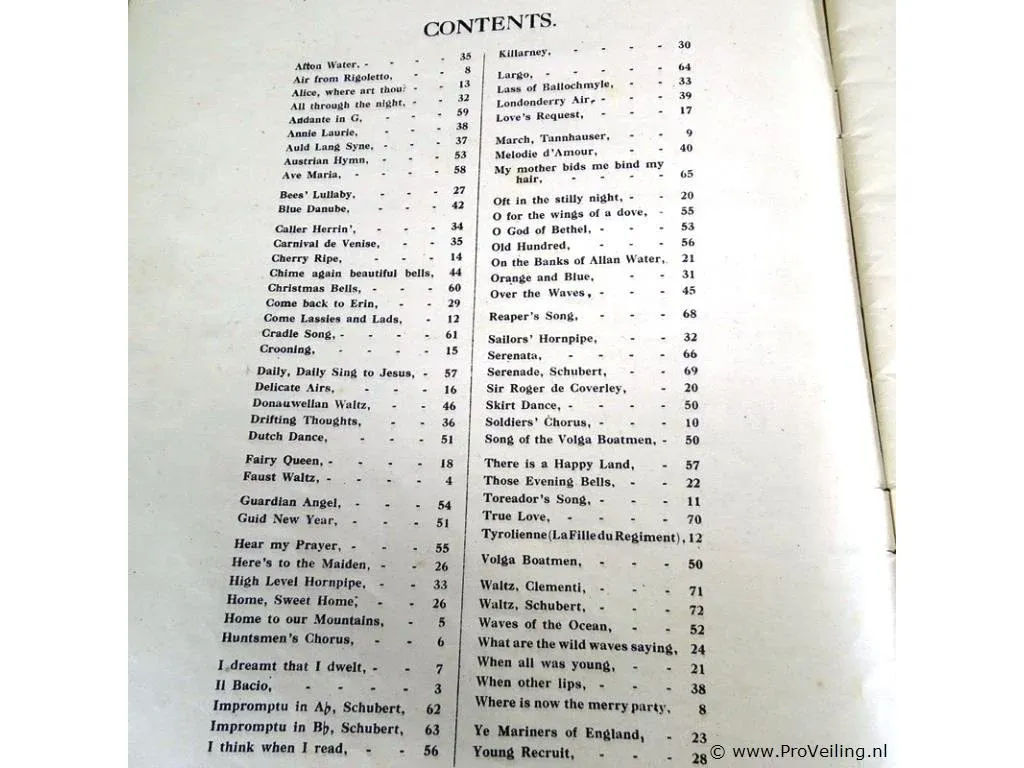 CONTENTS.
Afton Water, - - - - 35
Air from Rigoletto, - - 8
Alice, where art thou? - - 13
All through the night, - - 32
Andante in G, - - - 59
Annie Laurie, - - - 38
Auld Lang Syne, - - - 37
Austrian Hymn, - - - 53
Ave Maria, - - - - 58
Bees' Lullaby, - - - 27
Blue Danube, - - - 42
Caller Herrin', - - - 34
Carnival de Venise, - - 35
Cherry Ripe, - - - 14
Chime again beautiful bells, 44
Christmas Bells, - - - 60
Come back to Erin, - - 29
Come Lassies and Lads, - 12
Cradle Song, - - - - 61
Crooning, - - - - 15
Daily, Daily Sing to Jesus, - 57
Delicate Airs, - - - 16
Donauwellan Waltz, - - 46
Drifting Thoughts, - - 36
Dutch Dance, - - - 51
Fairy Queen, - - - - 18
Faust Waltz, - - - - 4
Guardian Angel, - - - 54
Guid New Year, - - - 51
Hear my Prayer, - - - 55
Here's to the Maiden, - - 26
High Level Hornpipe, - - 33
Home, Sweet Home, - - 26
Home to our Mountains, - 5
Huntsmen's Chorus, - - 6
I dreamt that I dwelt, - - 7
Il Bacio, - - - - 3
Impromptu in A♭, Schubert, 62
Impromptu in B♭, Schubert, 63
I think when I read, - - 56
Killarney, - - - - 30
Largo, - - - - 64
Lass of Ballochmyle, - - 33
Londonderry Air, - - - 39
Love's Request, - - - 17
March, Tannhauser, - - 9
Melodie d'Amour, - - 40
My mother bids me bind my
hair, - - - - 65
Oft in the stilly night, - - 20
O for the wings of a dove, - 55
O God of Bethel, - - - 53
Old Hundred, - - - 56
On the Banks of Allan Water, 21
Orange and Blue, - - 31
Over the Waves, - - - 45
Reaper's Song, - - - 68
Sailors' Hornpipe, - - 32
Serenata, - - - - 66
Serenade, Schubert, - - 69
Sir Roger de Coverley, - 20
Skirt Dance, - - - - 50
Soldiers' Chorus, - - - 10
Song of the Volga Boatmen, - 50
There is a Happy Land, - 57
Those Evening Bells, - - 22
Toreador's Song, - - - 11
True Love, - - - - 70
Tyrolienne (La Fille du Regiment), 12
Volga Boatmen, - - - 50
Waltz, Clementi, - - - 71
Waltz, Schubert, - - - 72
Waves of the Ocean, - - 52
What are the wild waves saying, 24
When all was young, - - 21
When other lips, - - - 38
Where is now the merry party, 8
Ye Mariners of England, - 23
Young Recruit, - - - 28
© www.ProVeiling.nl